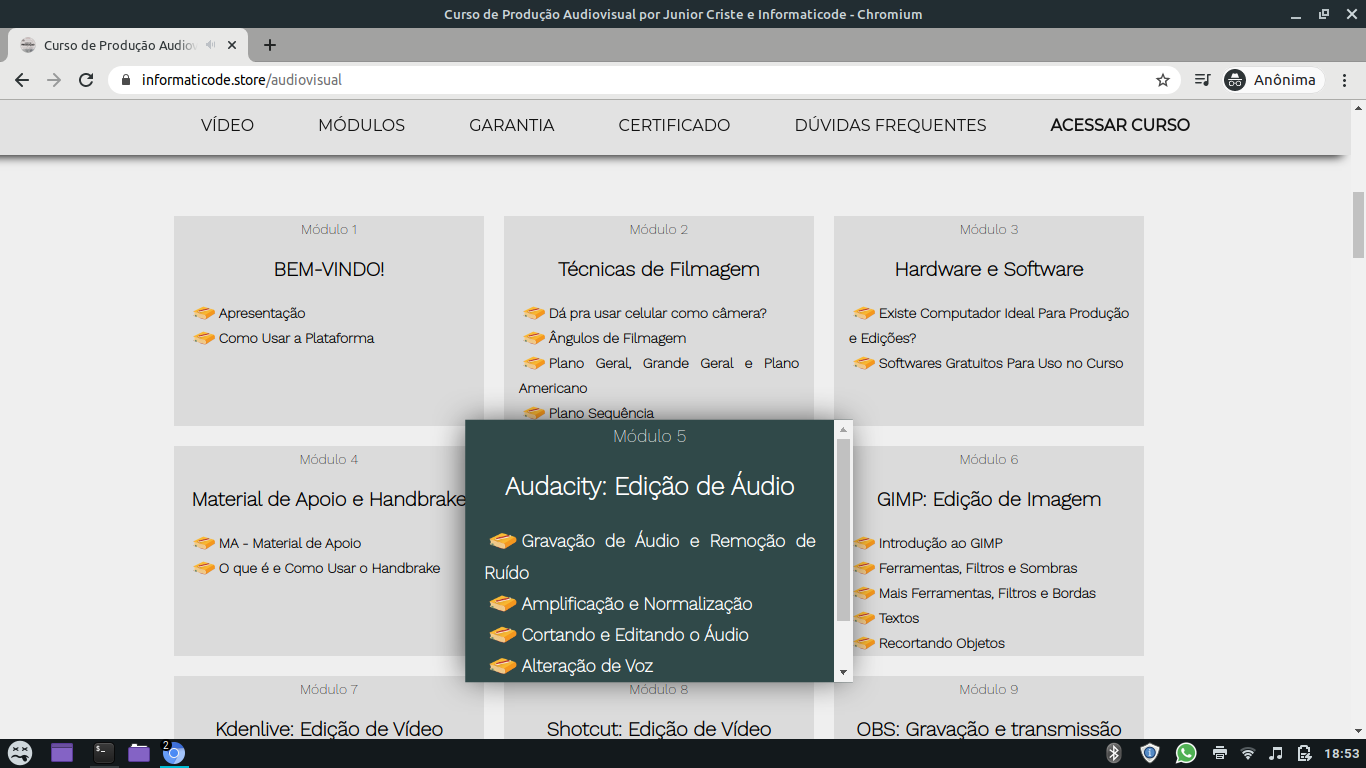 Curso de Produção Audiovisual por Junior Criste e Informaticode - Chromium
Curso de Produção Audiov
informaticode.store/audiovisual
Anônima
VÍDEO
MÓDULOS
GARANTIA
CERTIFICADO
DÚVIDAS FREQUENTES
ACESSAR CURSO
Módulo 1
BEM-VINDO!
Apresentação
Como Usar a Plataforma
Módulo 2
Técnicas de Filmagem
Dá pra usar celular como câmera?
Ângulos de Filmagem
Plano Geral, Grande Geral e Plano
Americano
Plano Sequência
Módulo 3
Hardware e Software
Existe Computador Ideal Para Produção
e Edições?
Softwares Gratuitos Para Uso no Curso
Módulo 4
Material de Apoio e Handbrake
MA - Material de Apoio
O que é e Como Usar o Handbrake
Módulo 5
Audacity: Edição de Áudio
Gravação de Áudio e Remoção de
Ruído
Amplificação e Normalização
Cortando e Editando o Áudio
Alteração de Voz
Módulo 6
GIMP: Edição de Imagem
Introdução ao GIMP
Ferramentas, Filtros e Sombras
Mais Ferramentas, Filtros e Bordas
Textos
Recortando Objetos
Módulo 7
Kdenlive: Edição de Vídeo
Módulo 8
Shotcut: Edição de Vídeo
Módulo 9
OBS: Gravação e transmissão
2
18:53